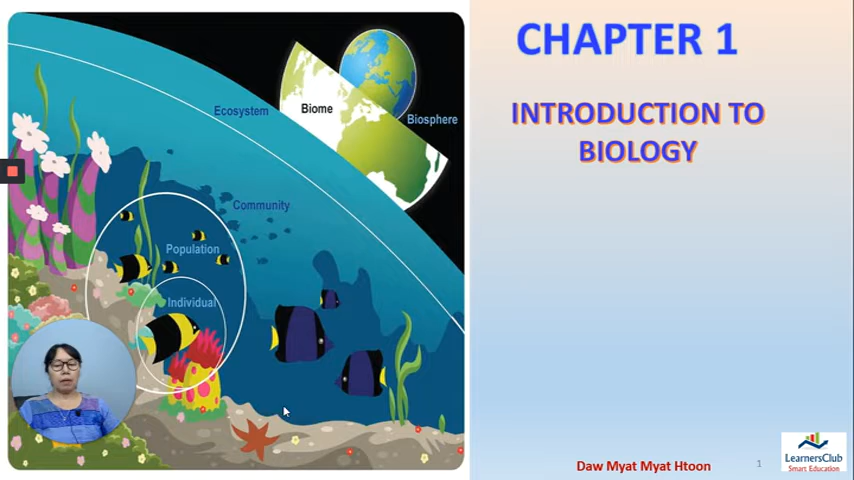 CHAPTER 1
INTRODUCTION TO
BIOLOGY
Ecosystem
Biome
Biosphere
Community
Population
Individual
Daw Myat Myat Htoon
1
LearnersClub
Smart Education